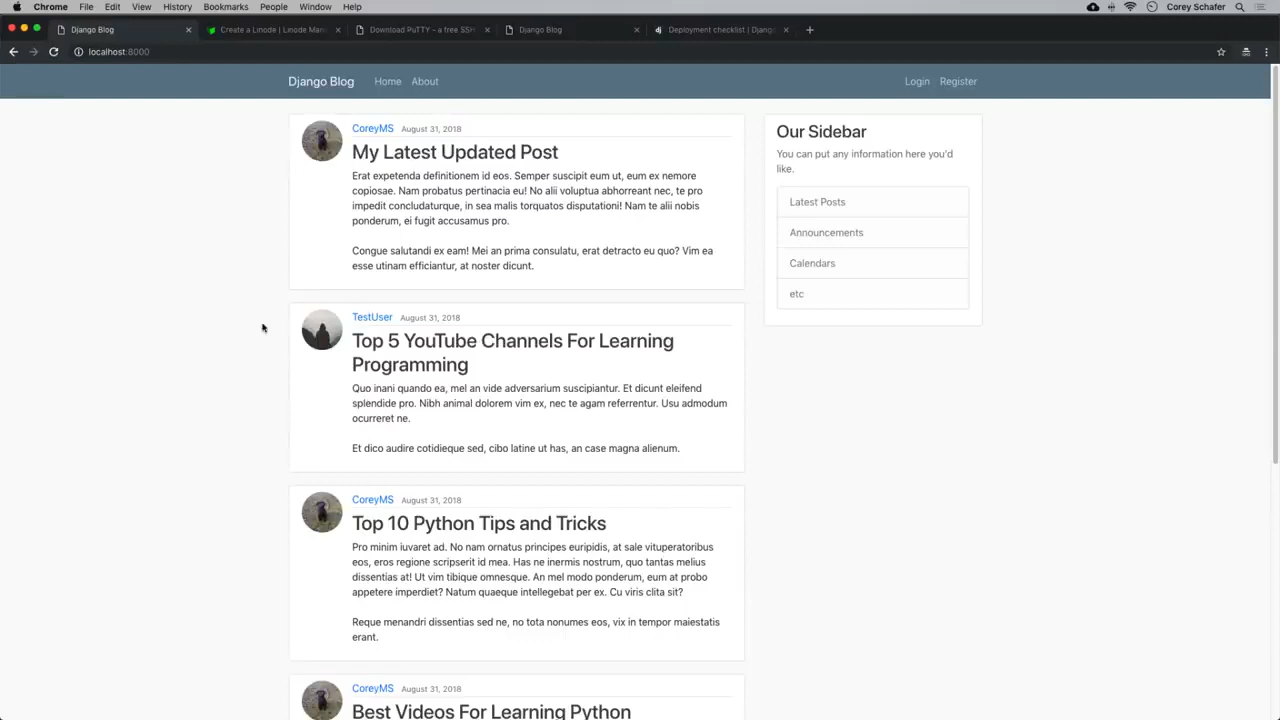 Chrome File Edit View History Bookmarks People Window Help Corey Schafer
Django Blog Create a Linode | Linode Man Download PuTTY - a free SSH Django Blog dj Deployment checklist | Djang
localhost:8000
Django Blog Home About Login Register
CoreyMS August 31, 2018
My Latest Updated Post
Erat expetenda definitionem id eos. Semper suscipit eum ut, eum ex nemore
copiosae. Nam probatus pertinacia eu! No alii voluptua abhorreant nec, te pro
impedit concludaturque, in sea malis torquatos disputationi! Nam te alii nobis
ponderum, ei fugit accusamus pro.
Congue salutandi ex eam! Mei an prima consulatu, erat detracto eu quo? Vim ea
esse utinam efficiantur, at noster dicunt.
TestUser August 31, 2018
Top 5 YouTube Channels For Learning
Programming
Quo inani quando ea, mel an vide adversarium suscipiantur. Et dicunt eleifend
splendide pro. Nibh animal dolorem vim ex, nec te agam referrentur. Usu admodum
ocurreret ne.
Et dico audire cotidieque sed, cibo latine ut has, an case magna alienum.
CoreyMS August 31, 2018
Top 10 Python Tips and Tricks
Pro minim iuvaret ad. No nam ornatus principes euripidis, at sale vituperatoribus
eos, eros regione scripserit id mea. Has ne inermis nostrum, quo tantas melius
dissentias at! Ut vim tibique omnesque. An mel modo ponderum, eum at probo
appetere imperdiet? Natum quaeque intellegebat per ex. Cu viris clita sit?
Reque menandri dissentias sed ne, no tota nonumes eos, vix in tempor maiestatis
erant.
CoreyMS August 31, 2018
Best Videos For Learning Python
Our Sidebar
You can put any information here you'd
like.
Latest Posts
Announcements
Calendars
etc